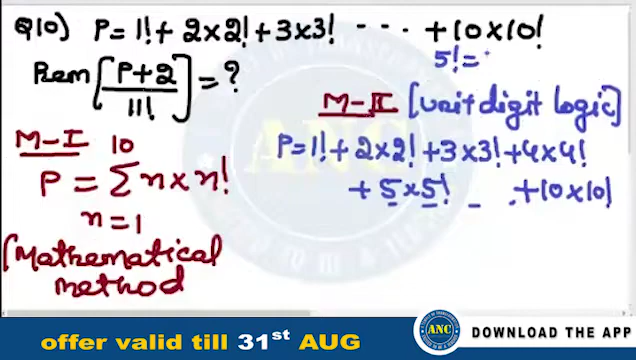 Q(10) P = 1! + 2×2! + 3×3! - - - . + 10×10!
5! =
Rem [P+2 / 11!] = ?
M-II [Unit digit logic]
P = 1! + 2×2! + 3×3! + 4×4!
+ 5×5! _ . + 10×10!
M-I
10
P = Σ n×n!
n=1
(Mathematical
method
ANC
offer valid till 31st AUG
ANC
DOWNLOAD THE APP